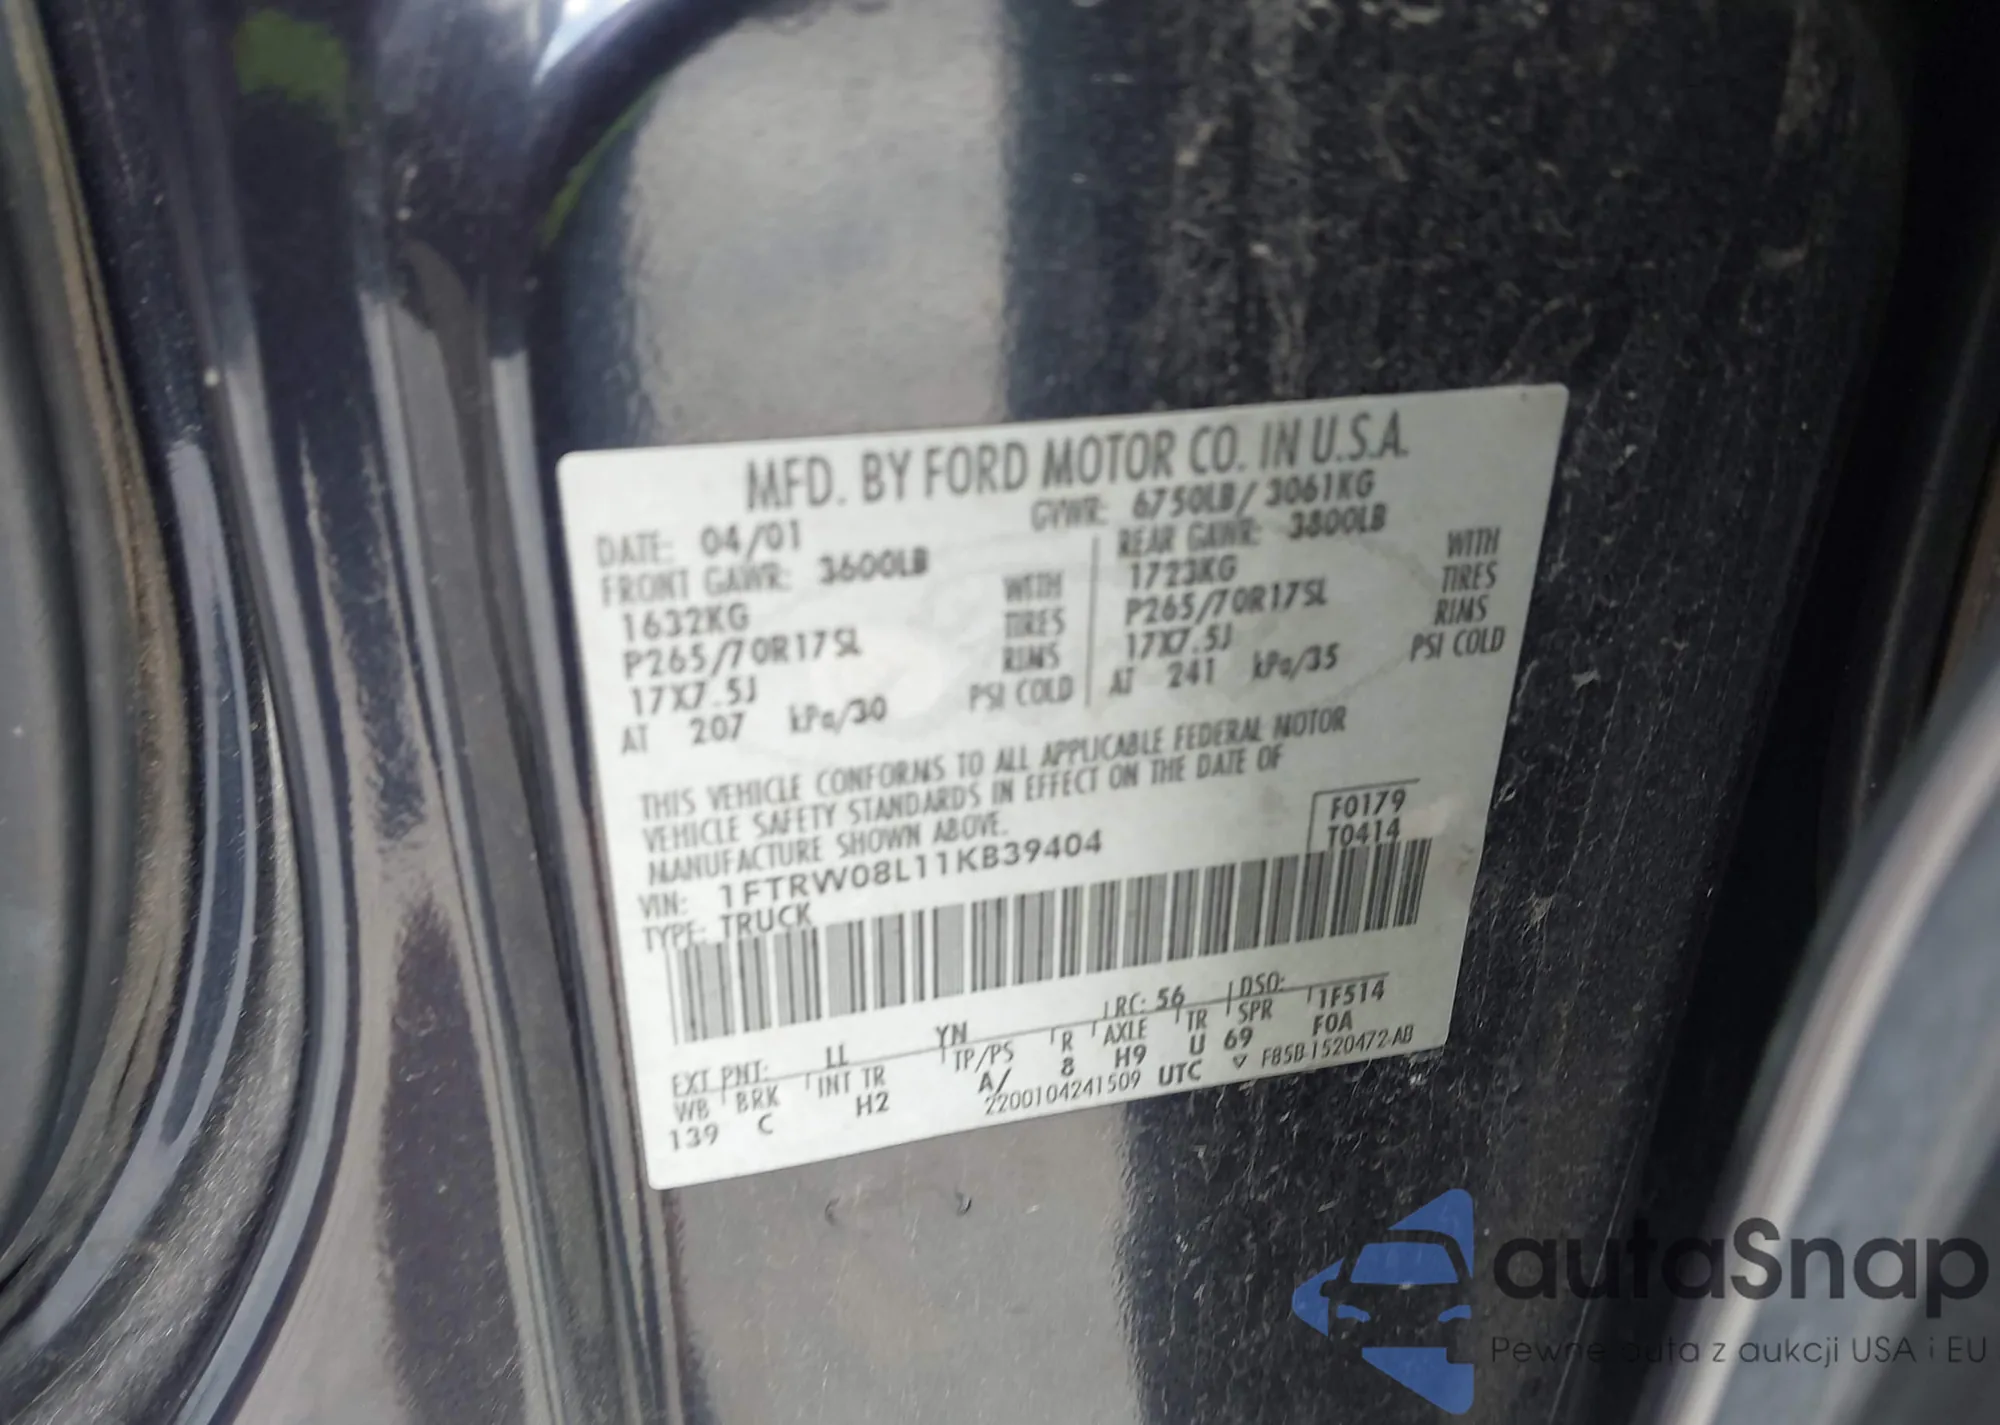 MFD. BY FORD MOTOR CO. IN U.S.A.
DATE: 04/01 GVWR: 6750LB/ 3061KG
FRONT GAWR: 3600LB REAR GAWR: 3800LB
1632KG WITH 1723KG WITH
P265/70R17SL TIRES P265/70R17SL TIRES
17X7.5J RIMS 17X7.5J RIMS
AT 207 kPa/30 PSI COLD AT 241 kPa/35 PSI COLD
THIS VEHICLE CONFORMS TO ALL APPLICABLE FEDERAL MOTOR
VEHICLE SAFETY STANDARDS IN EFFECT ON THE DATE OF
MANUFACTURE SHOWN ABOVE.
F0179
T0414
VIN: 1FTRW08L11KB39404
TYPE: TRUCK
EXT PNT: LL YN RC: 56 DSO: 1F514
WB BRK INT TR TP/PS R AXLE TR SPR F0A
139 C H2 A/ 8 H9 U 69
2200104241509 UTC ▽ F85B-1520472-AB
autaSnap
Pewne auta z aukcji USA i EU